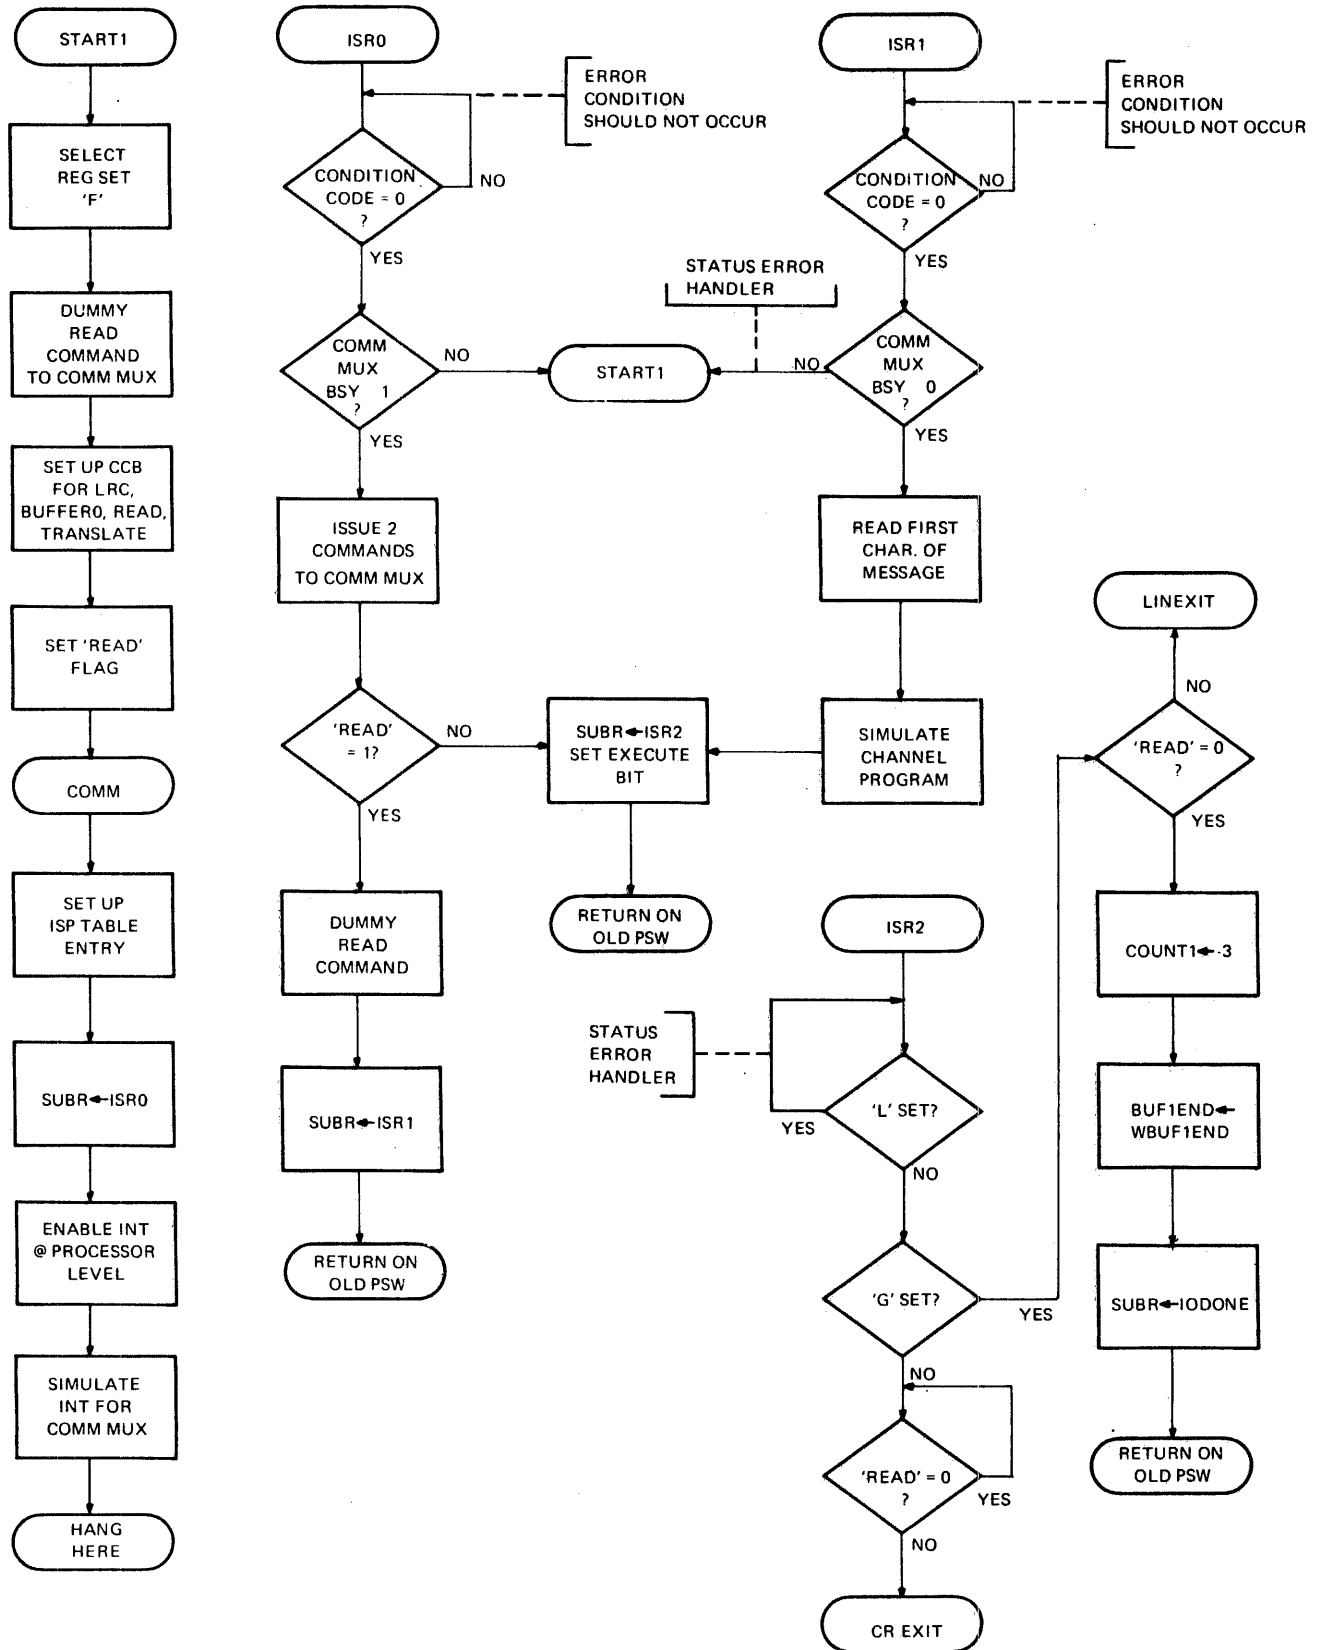 START1
SELECT
REG SET
'F'
DUMMY
READ
COMMAND
TO COMM MUX
SET UP CCB
FOR LRC,
BUFFER0, READ,
TRANSLATE
SET 'READ'
FLAG
COMM
SET UP
ISP TABLE
ENTRY
SUBR←ISR0
ENABLE INT
@ PROCESSOR
LEVEL
SIMULATE
INT FOR
COMM MUX
HANG
HERE
ISR0
ERROR
CONDITION
SHOULD NOT OCCUR
CONDITION
CODE = 0
?
NO
YES
COMM
MUX
BSY 1
?
NO
YES
ISSUE 2
COMMANDS
TO COMM MUX
'READ'
= 1?
NO
YES
DUMMY
READ
COMMAND
SUBR←ISR1
RETURN ON
OLD PSW
START1
STATUS ERROR
HANDLER
SUBR←ISR2
SET EXECUTE
BIT
RETURN ON
OLD PSW
ISR1
ERROR
CONDITION
SHOULD NOT OCCUR
CONDITION
CODE = 0
?
NO
YES
COMM
MUX
BSY 0
?
NO
YES
READ FIRST
CHAR. OF
MESSAGE
SIMULATE
CHANNEL
PROGRAM
ISR2
STATUS
ERROR
HANDLER
'L' SET?
YES
NO
'G' SET?
YES
NO
'READ' = 0
?
YES
NO
CR EXIT
LINEXIT
NO
'READ' = 0
?
YES
COUNT1←-3
BUF1END←
WBUF1END
SUBR←IODONE
RETURN ON
OLD PSW